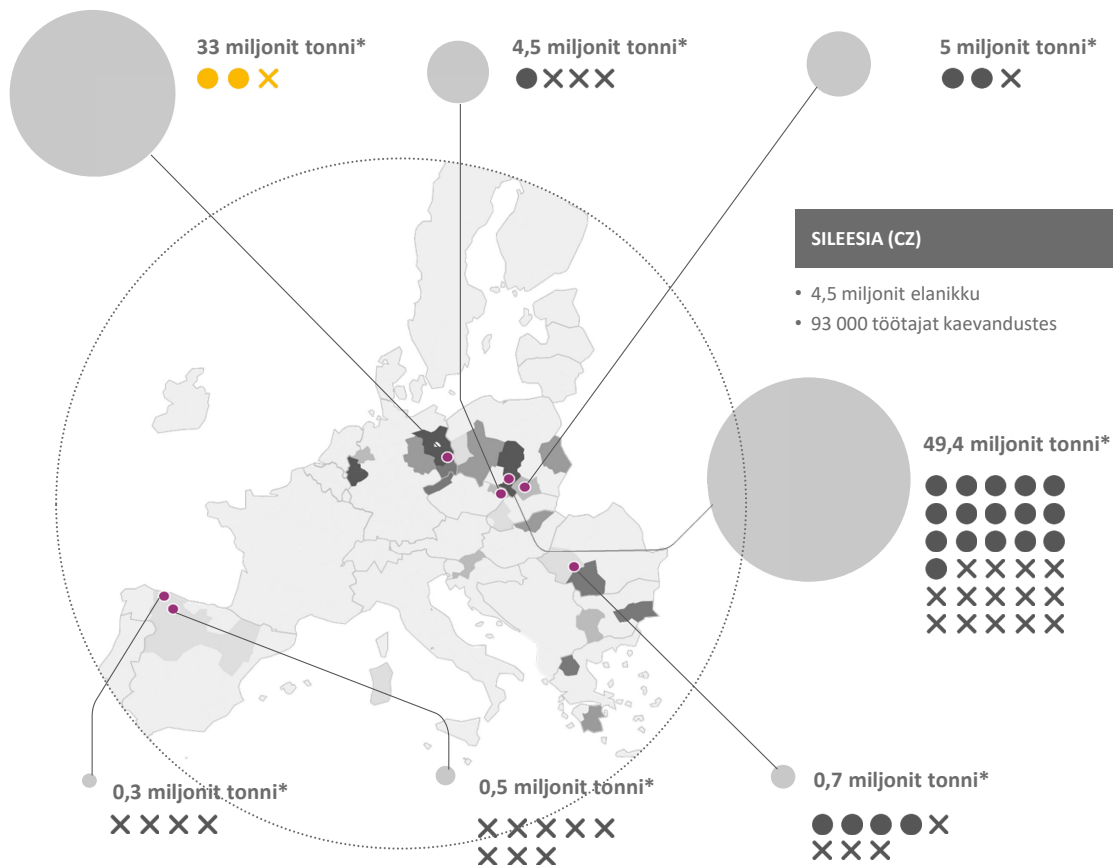 33 miljonit tonni*
4,5 miljonit tonni*
5 miljonit tonni*
SILEESIA (CZ)
• 4,5 miljonit elanikku
• 93 000 töötajat kaevandustes
49,4 miljonit tonni*
0,3 miljonit tonni*
0,5 miljonit tonni*
0,7 miljonit tonni*